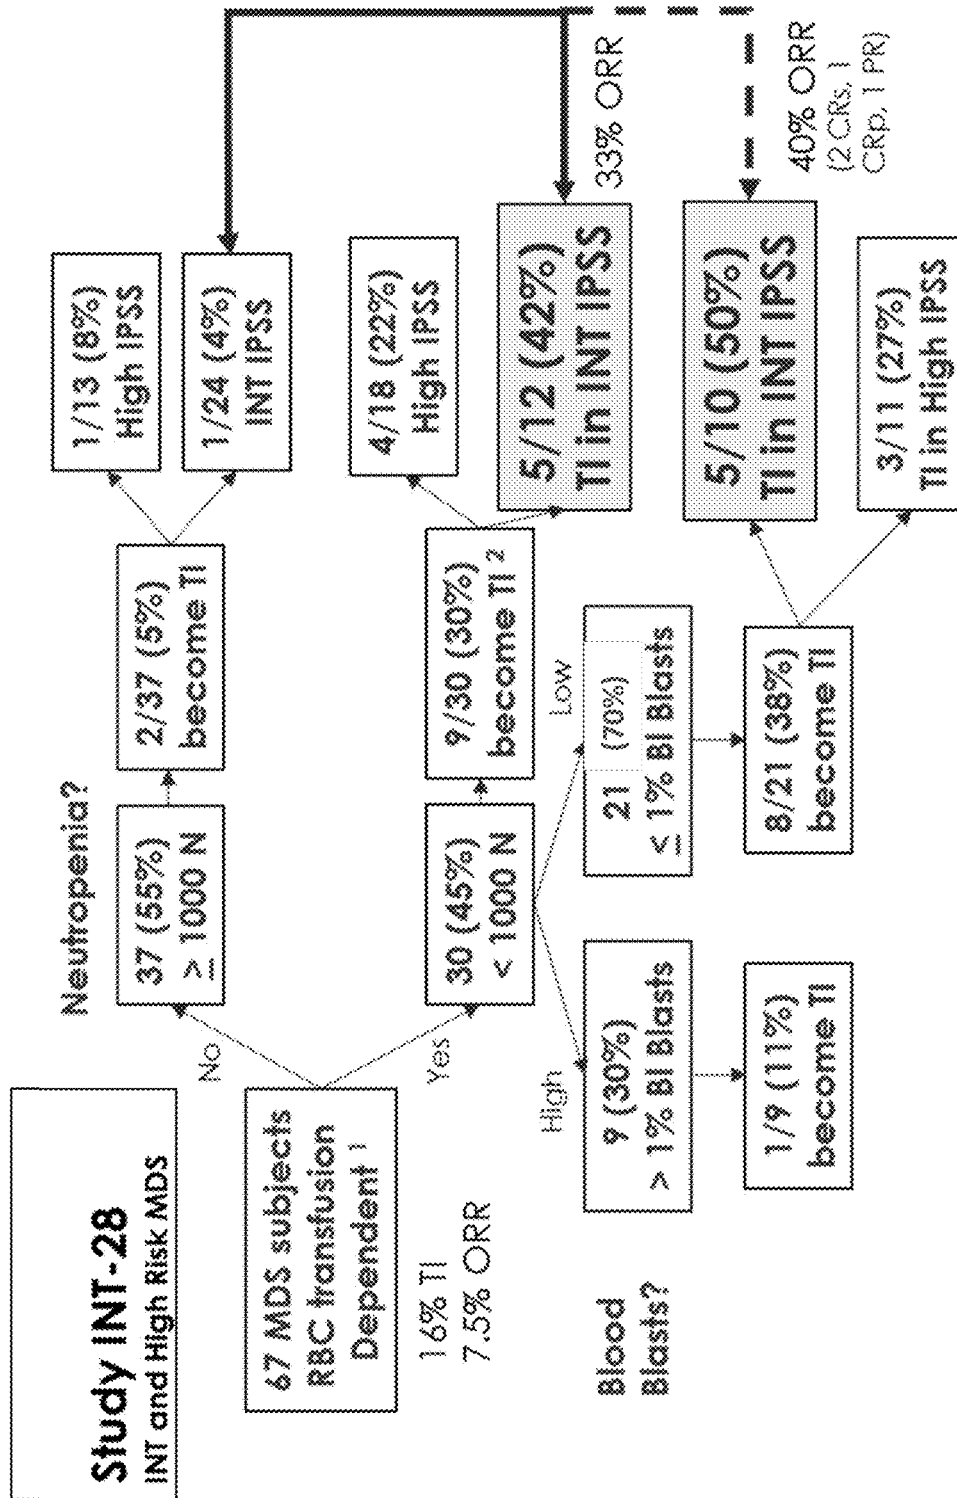 Study INT-28
INT and High Risk MDS
67 MDS subjects
RBC transfusion
Dependent 1
16% TI
7.5% ORR
Neutropenia?
No
Yes
37 (55%)
≥ 1000 N
2/37 (5%)
become TI
1/13 (8%)
High IPSS
1/24 (4%)
INT IPSS
30 (45%)
< 1000 N
9/30 (30%)
become TI 2
4/18 (22%)
High IPSS
5/12 (42%)
TI in INT IPSS
33% ORR
Blood
Blasts?
High
Low
9 (30%)
> 1% Bl Blasts
21 (70%)
≤ 1% Bl Blasts
1/9 (11%)
become TI
8/21 (38%)
become TI
5/10 (50%)
TI in INT IPSS
40% ORR
(2 CRs, 1
CRp, 1 PR)
3/11 (27%)
TI in High IPSS